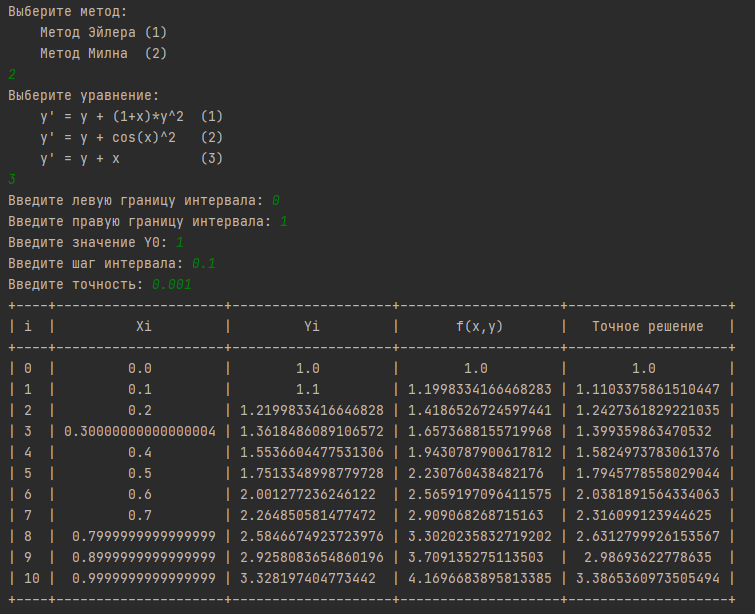 Выберите метод:
    Метод Эйлера (1)
    Метод Милна  (2)
2
Выберите уравнение:
    y' = y + (1+x)*y^2  (1)
    y' = y + cos(x)^2   (2)
    y' = y + x          (3)
3
Введите левую границу интервала: 0
Введите правую границу интервала: 1
Введите значение Y0: 1
Введите шаг интервала: 0.1
Введите точность: 0.001
+----+---------------------+--------------------+--------------------+--------------------+
| i  |          Xi         |         Yi         |       f(x,y)       |   Точное решение   |
+----+---------------------+--------------------+--------------------+--------------------+
| 0  |         0.0         |        1.0         |        1.0         |        1.0         |
| 1  |         0.1         |        1.1         | 1.1998334166468283 | 1.1103375861510447 |
| 2  |         0.2         | 1.2199833416646828 | 1.4186526724597441 | 1.2427361829221035 |
| 3  | 0.30000000000000004 | 1.3618486089106572 | 1.6573688155719968 | 1.399359863470532  |
| 4  |         0.4         | 1.5536604477531306 | 1.9430787900617812 | 1.5824973783061376 |
| 5  |         0.5         | 1.7513348998779728 | 2.230760438482176  | 1.7945778558029044 |
| 6  |         0.6         | 2.001277236246122  | 2.5659197096411575 | 2.0381891564334063 |
| 7  |         0.7         | 2.264850581477472  | 2.909068268715163  | 2.316099123944625  |
| 8  |  0.7999999999999999 | 2.5846674923723976 | 3.3020235832719202 | 2.6312799926153567 |
| 9  |  0.8999999999999999 | 2.9258083654860196 | 3.709135275113503  |  2.98693622778635  |
| 10 |  0.9999999999999999 | 3.328197404773442  | 4.1696683895813385 | 3.3865360973505494 |
+----+---------------------+--------------------+--------------------+--------------------+